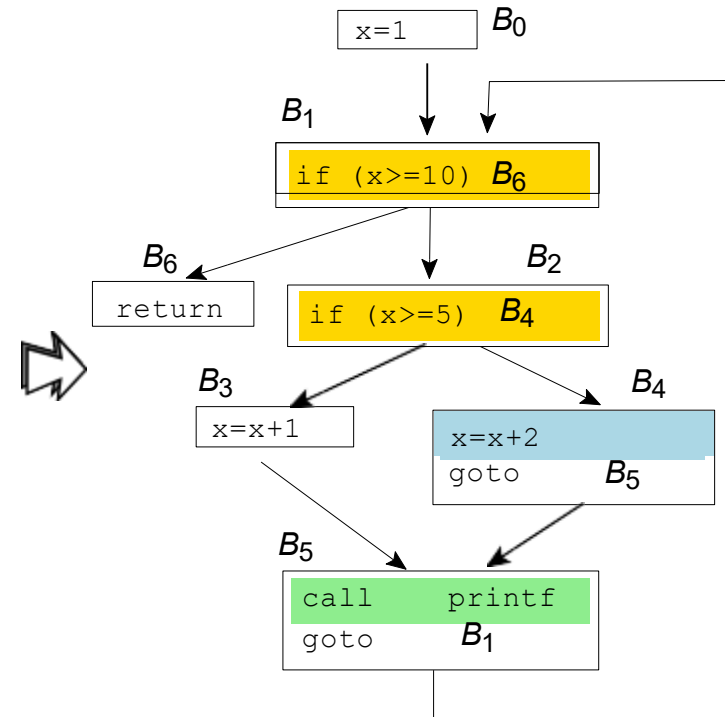 x=1 B0
B1
if (x>=10) B6
B6 B2
return
if (x>=5) B4
B3 B4
x=x+1
x=x+2
goto B5
B5
call printf
goto B1